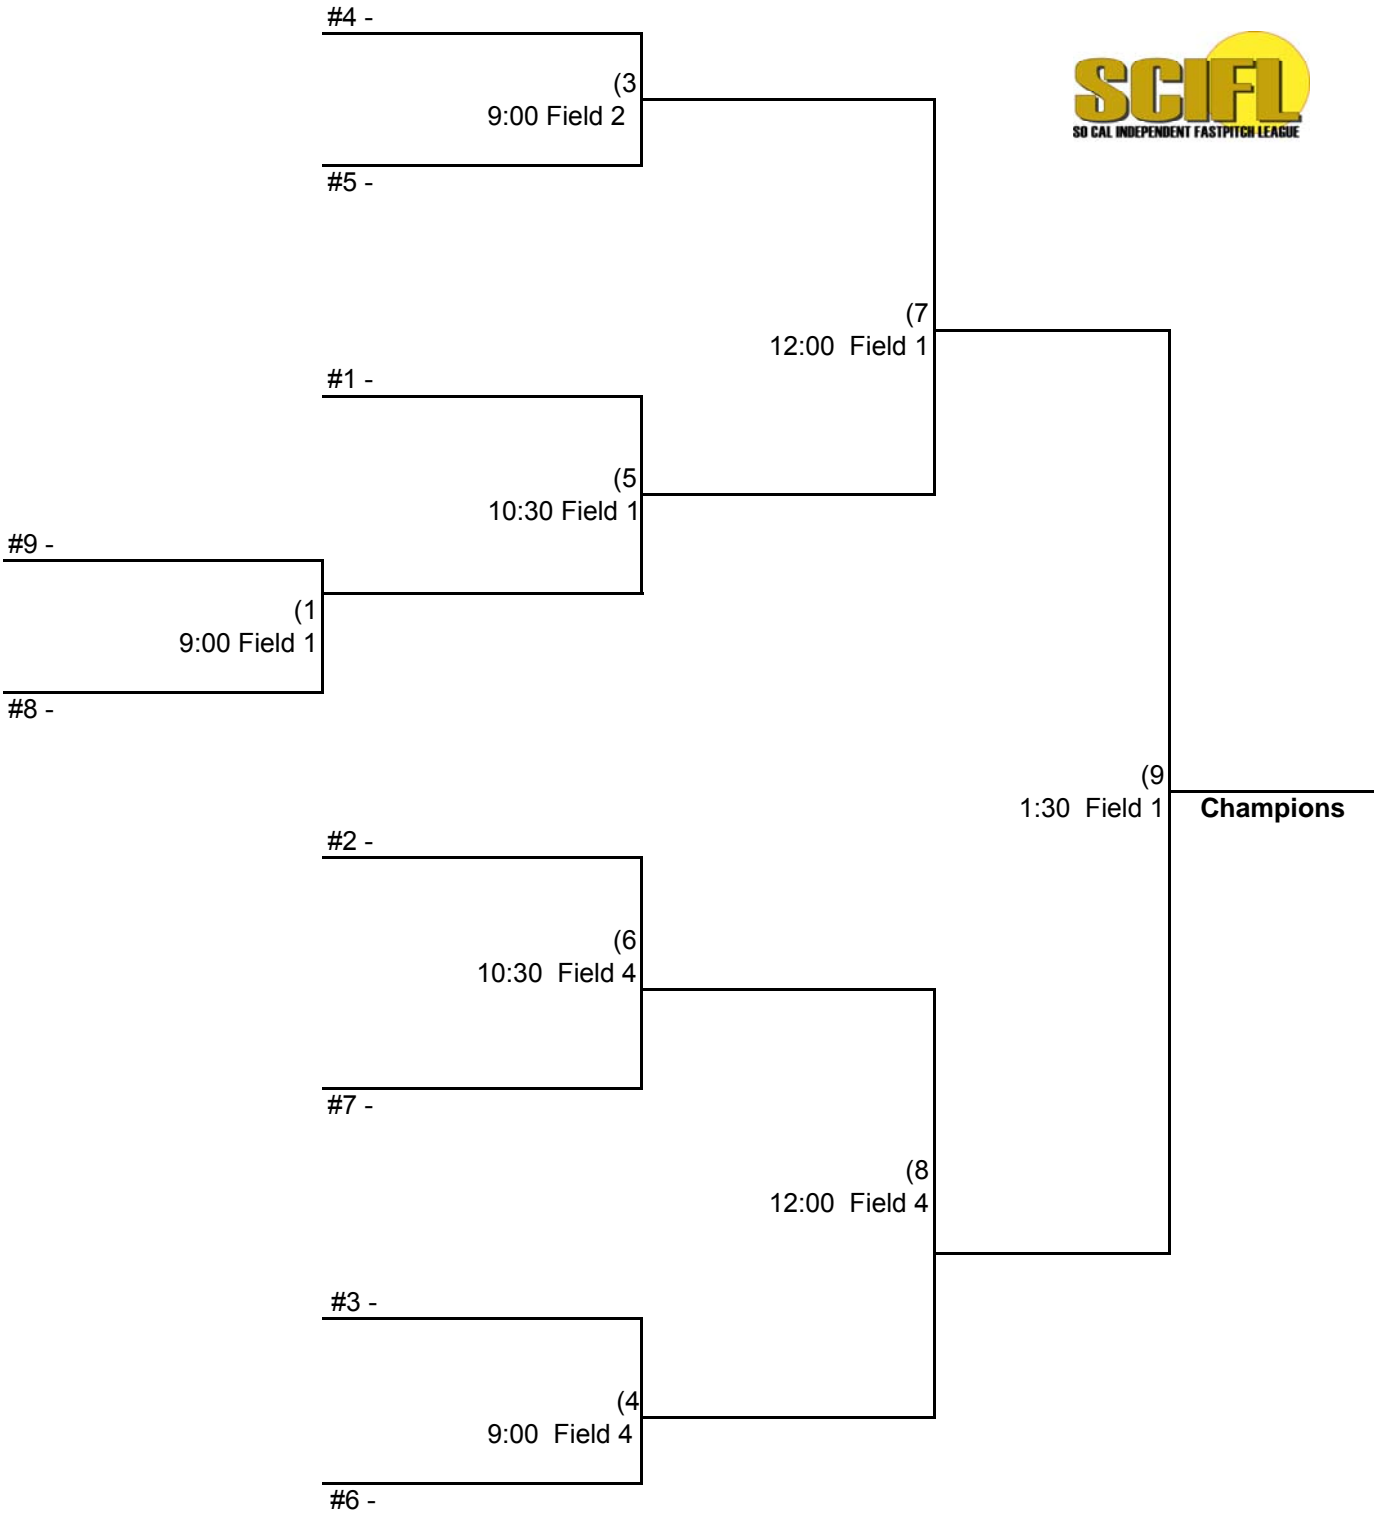 #4 -
SCIFL
SO CAL INDEPENDENT FASTPITCH LEAGUE
(3
9:00 Field 2
#5 -
(7
12:00  Field 1
#1 -
(5
10:30 Field 1
#9 -
(1
9:00 Field 1
#8 -
(9
1:30  Field 1
Champions
#2 -
(6
10:30  Field 4
#7 -
(8
12:00  Field 4
#3 -
(4
9:00  Field 4
#6 -